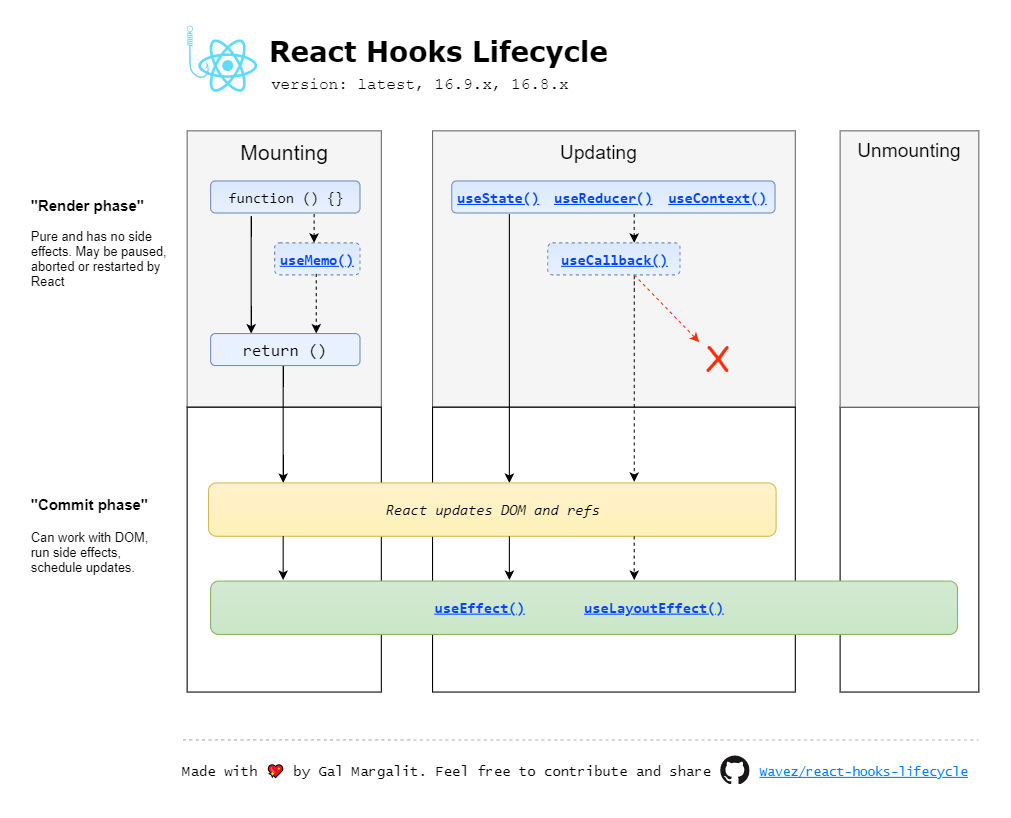 React Hooks Lifecycle
version: latest, 16.9.x, 16.8.x
Mounting
Updating
Unmounting
"Render phase"
Pure and has no side
effects. May be paused,
aborted or restarted by
React
function () {}
useMemo()
return ()
useState() useReducer() useContext()
useCallback()
"Commit phase"
Can work with DOM,
run side effects,
schedule updates.
React updates DOM and refs
useEffect() useLayoutEffect()
Made with 💖 by Gal Margalit. Feel free to contribute and share wavez/react-hooks-lifecycle